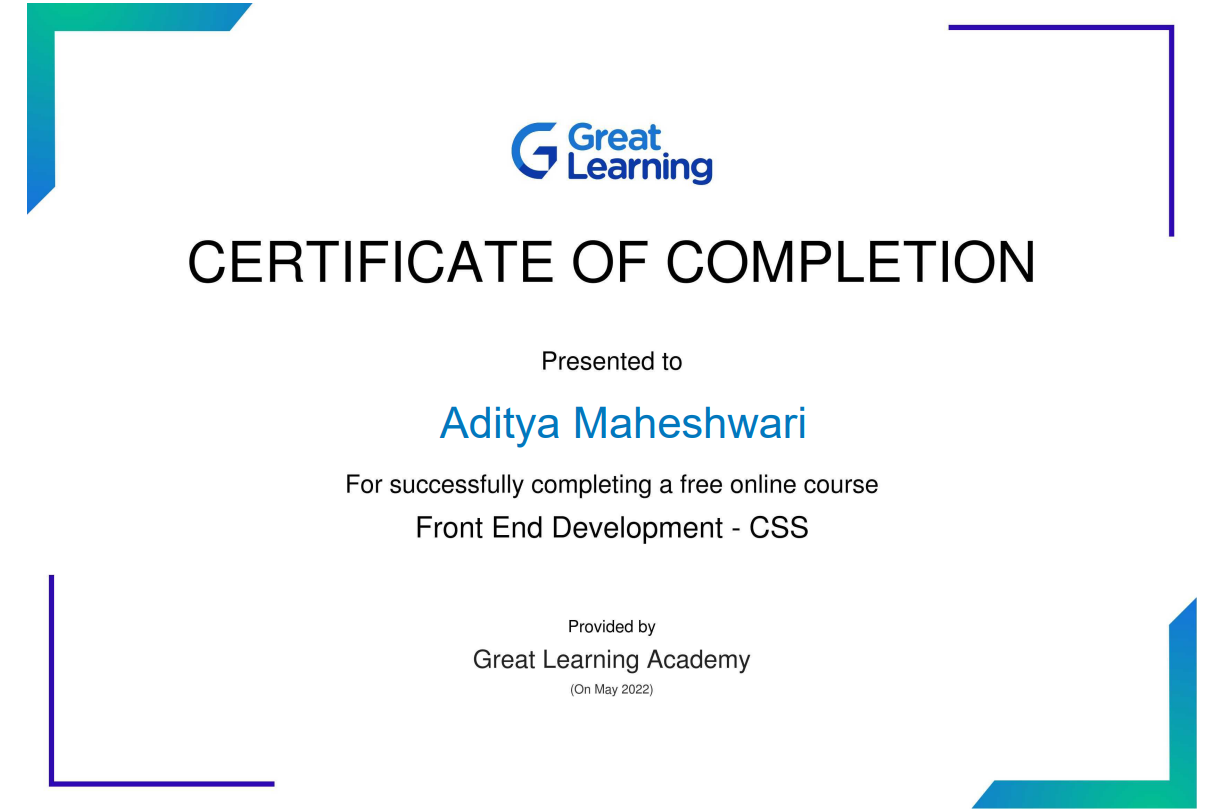 Great
Learning
CERTIFICATE OF COMPLETION
Presented to
Aditya Maheshwari
For successfully completing a free online course
Front End Development - CSS
Provided by
Great Learning Academy
(On May 2022)